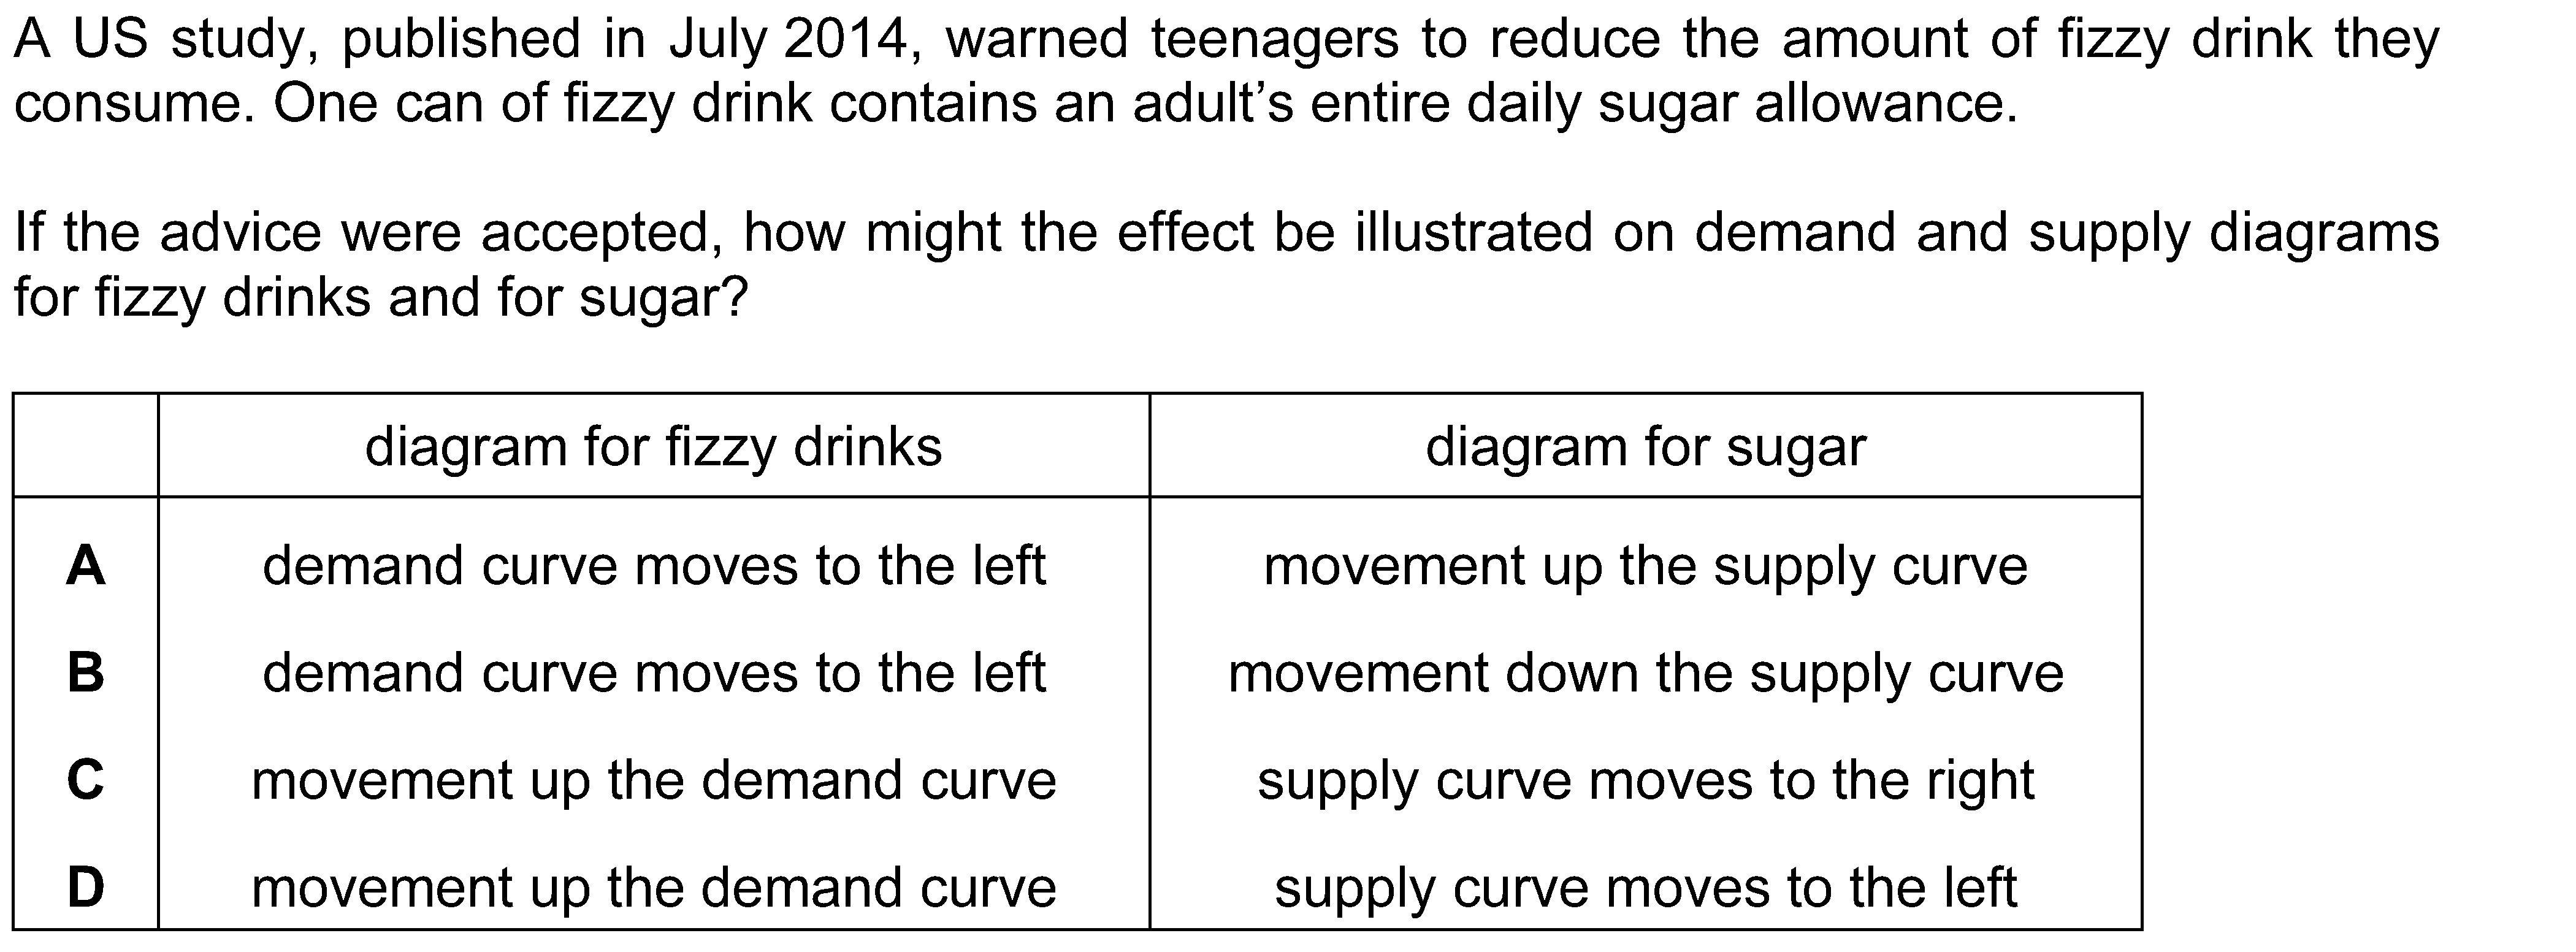 A US study, published in July 2014, warned teenagers to reduce the amount of fizzy drink they
consume. One can of fizzy drink contains an adult’s entire daily sugar allowance.
If the advice were accepted, how might the effect be illustrated on demand and supply diagrams
for fizzy drinks and for sugar?
diagram for fizzy drinks diagram for sugar
A demand curve moves to the left movement up the supply curve
B demand curve moves to the left movement down the supply curve
C movement up the demand curve supply curve moves to the right
D movement up the demand curve supply curve moves to the left